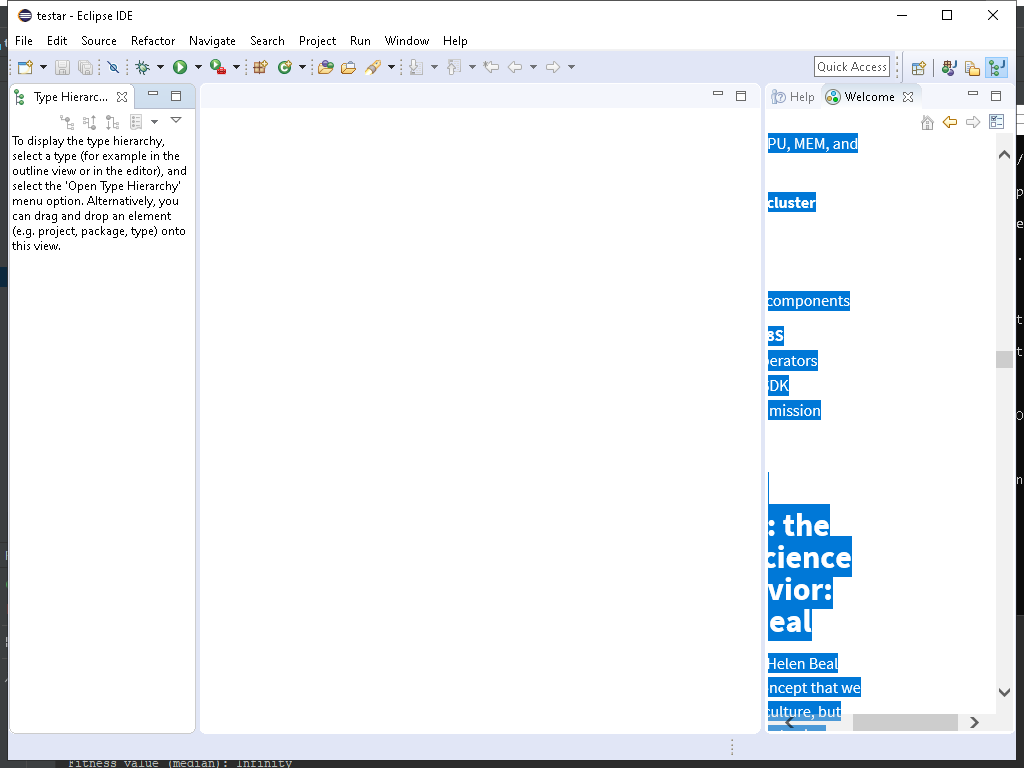 testar - Eclipse IDE
File Edit Source Refactor Navigate Search Project Run Window Help
Quick Access
Type Hierarc...
Help Welcome
To display the type hierarchy,
select a type (for example in the
outline view or in the editor), and
select the 'Open Type Hierarchy'
menu option. Alternatively, you
can drag and drop an element
(e.g. project, package, type) onto
this view.
PU, MEM, and
cluster
components
BS
perators
SDK
mission
: the
cience
vior:
eal
Helen Beal
ncept that we
culture, but
Fitness value (median): Infinity